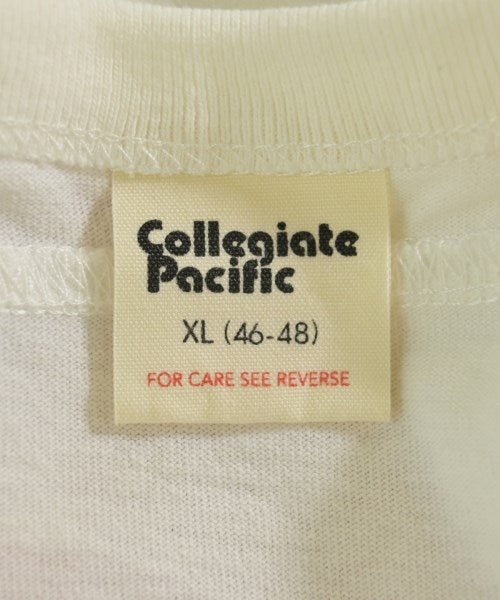 Collegiate
Pacific
XL (46-48)
FOR CARE SEE REVERSE